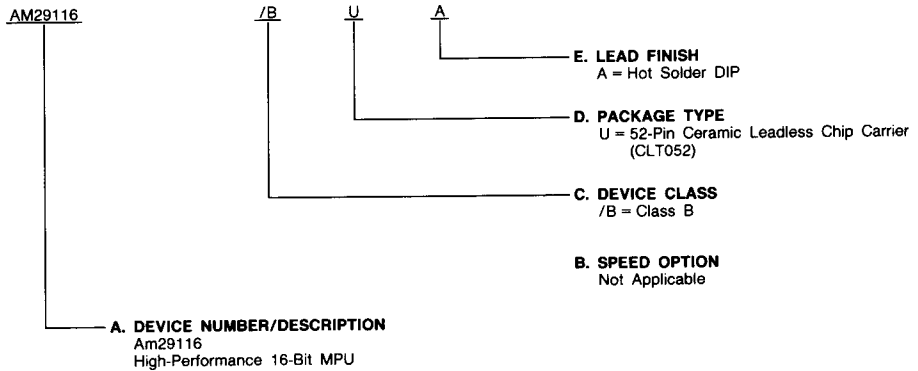 AM29116 /B U A
E. LEAD FINISH
A = Hot Solder DIP
D. PACKAGE TYPE
U = 52-Pin Ceramic Leadless Chip Carrier
(CLT052)
C. DEVICE CLASS
/B = Class B
B. SPEED OPTION
Not Applicable
A. DEVICE NUMBER/DESCRIPTION
Am29116
High-Performance 16-Bit MPU